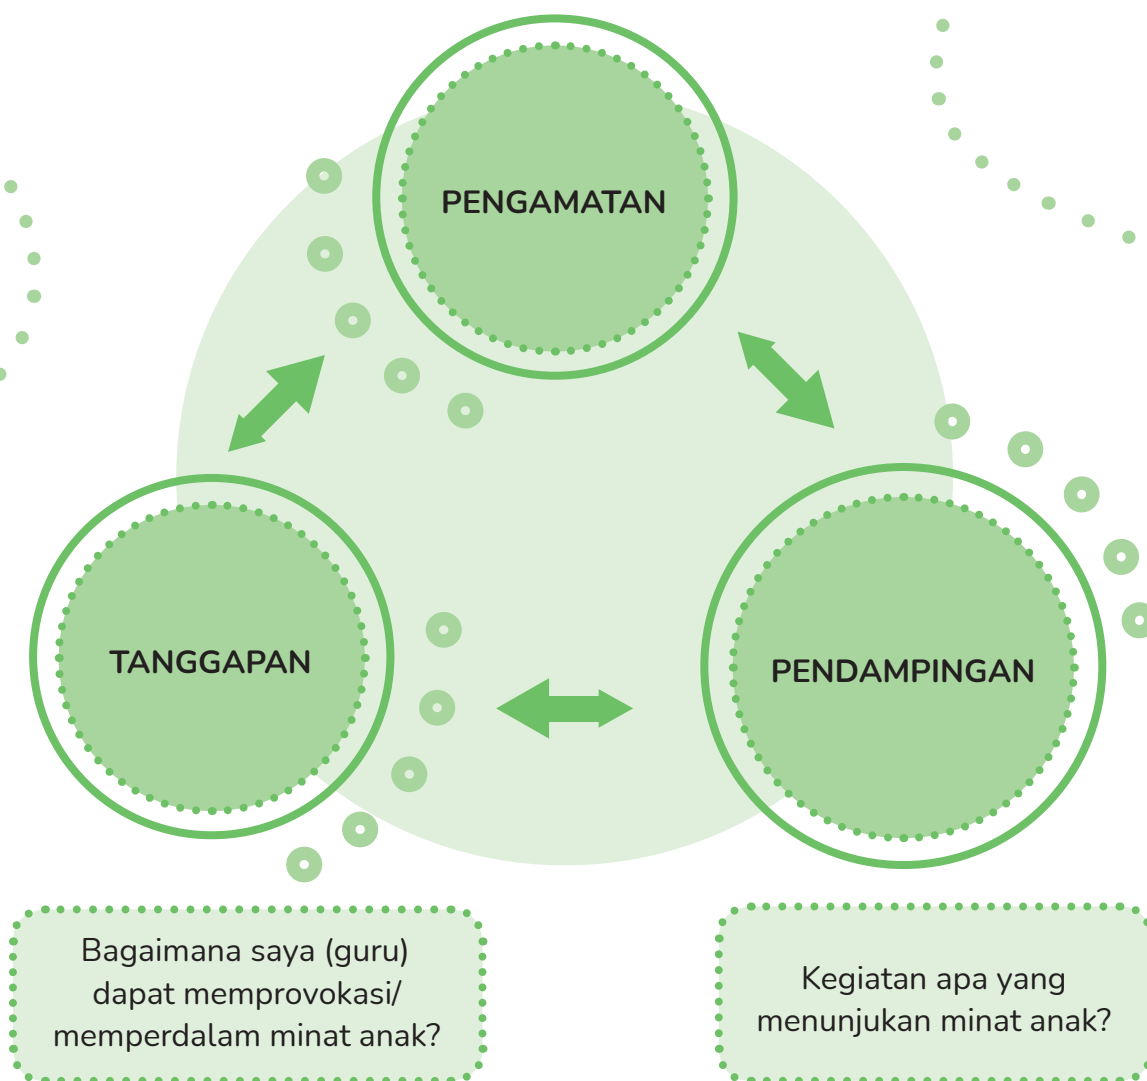 PENGAMATAN
TANGGAPAN
PENDAMPINGAN
Bagaimana saya (guru)
dapat memprovokasi/
memperdalam minat anak?
Kegiatan apa yang
menunjukan minat anak?